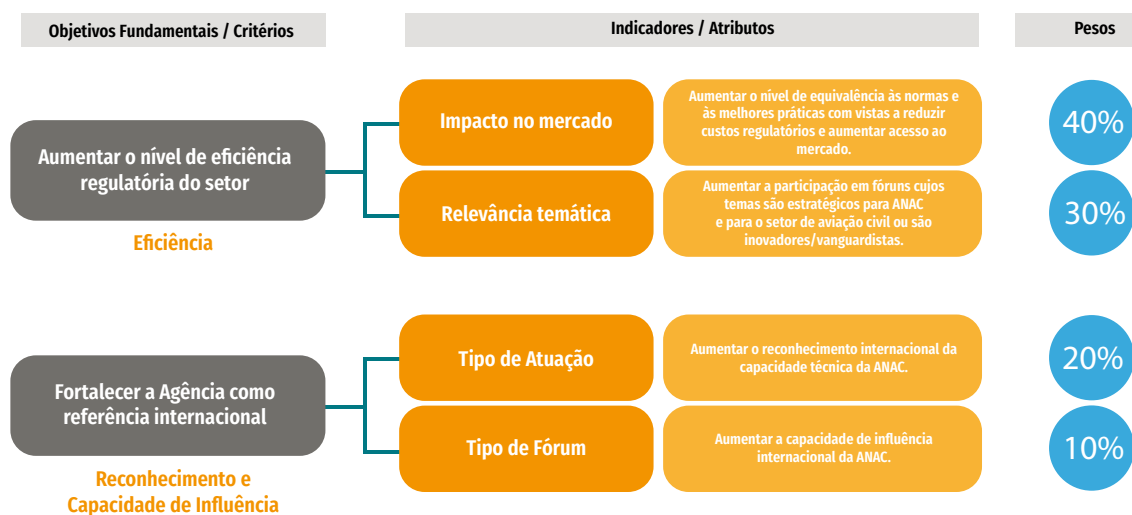 Objetivos Fundamentais / Critérios
Indicadores / Atributos
Pesos
Aumentar o nível de eficiência
regulatória do setor
Eficiência
Impacto no mercado
Aumentar o nível de equivalência às normas e
às melhores práticas com vistas a reduzir
custos regulatórios e aumentar acesso ao
mercado.
40%
Relevância temática
Aumentar a participação em fóruns cujos
temas são estratégicos para ANAC
e para o setor de aviação civil ou são
inovadores/vanguardistas.
30%
Fortalecer a Agência como
referência internacional
Reconhecimento e
Capacidade de Influência
Tipo de Atuação
Aumentar o reconhecimento internacional da
capacidade técnica da ANAC.
20%
Tipo de Fórum
Aumentar a capacidade de influência
internacional da ANAC.
10%